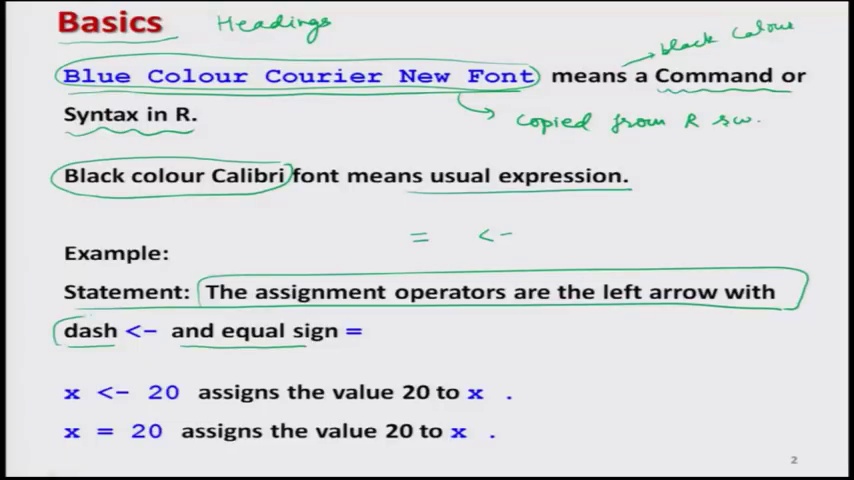 Basics Headings
black Colour
Blue Colour Courier New Font means a Command or
Syntax in R.
Copied from R sw.
Black colour Calibri font means usual expression.
= <-
Example:
Statement: The assignment operators are the left arrow with
dash <- and equal sign =
x <- 20 assigns the value 20 to x .
x = 20 assigns the value 20 to x .
2